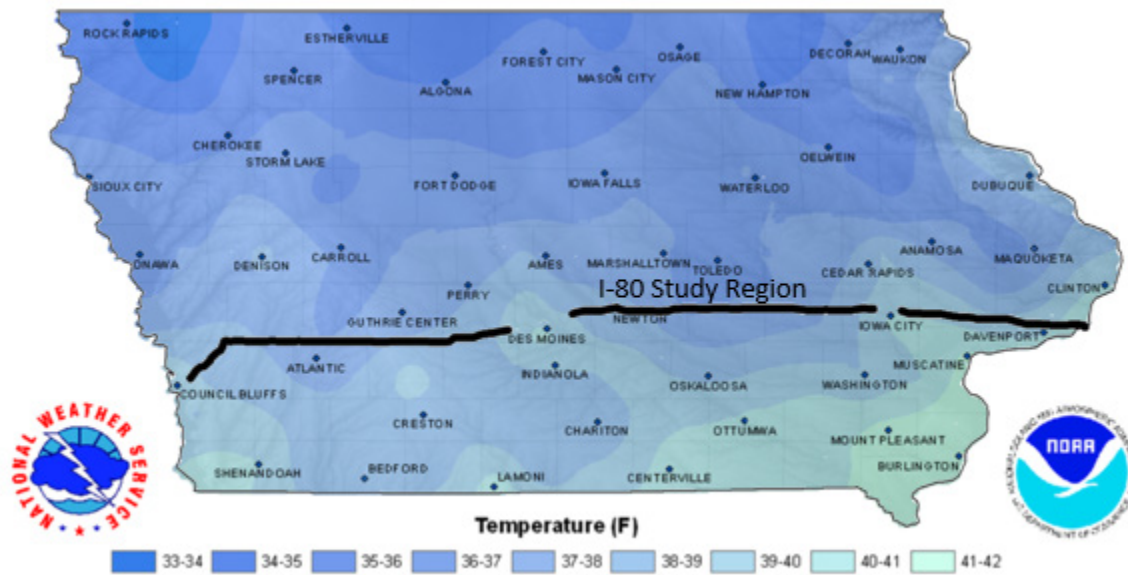 ROCK RAPIDS
ESTHERVILLE
FOREST CITY
OSAGE
DECORAH
WAUKON
SPENCER
ALGONA
MASON CITY
NEW HAMPTON
CHEROKEE
STORM LAKE
OELWEIN
SIOUX CITY
FORT DODGE
IOWA FALLS
WATERLOO
DUBUQUE
ONAWA
DENISON
CARROLL
AMES
MARSHALLTOWN
TOLEDO
CEDAR RAPIDS
ANAMOSA
MAQUOKETA
PERRY
I-80 Study Region
CLINTON
GUTHRIE CENTER
NEWTON
IOWA CITY
DES MOINES
DAVENPORT
ATLANTIC
INDIANOLA
MUSCATINE
COUNCIL BLUFFS
OSKALOOSA
WASHINGTON
CRESTON
CHARITON
OTTUMWA
MOUNT PLEASANT
SHENANDOAH
BEDFORD
LAMONI
CENTERVILLE
BURLINGTON
NATIONAL WEATHER SERVICE
NOAA
Temperature (F)
33-34 34-35 35-36 36-37 37-38 38-39 39-40 40-41 41-42